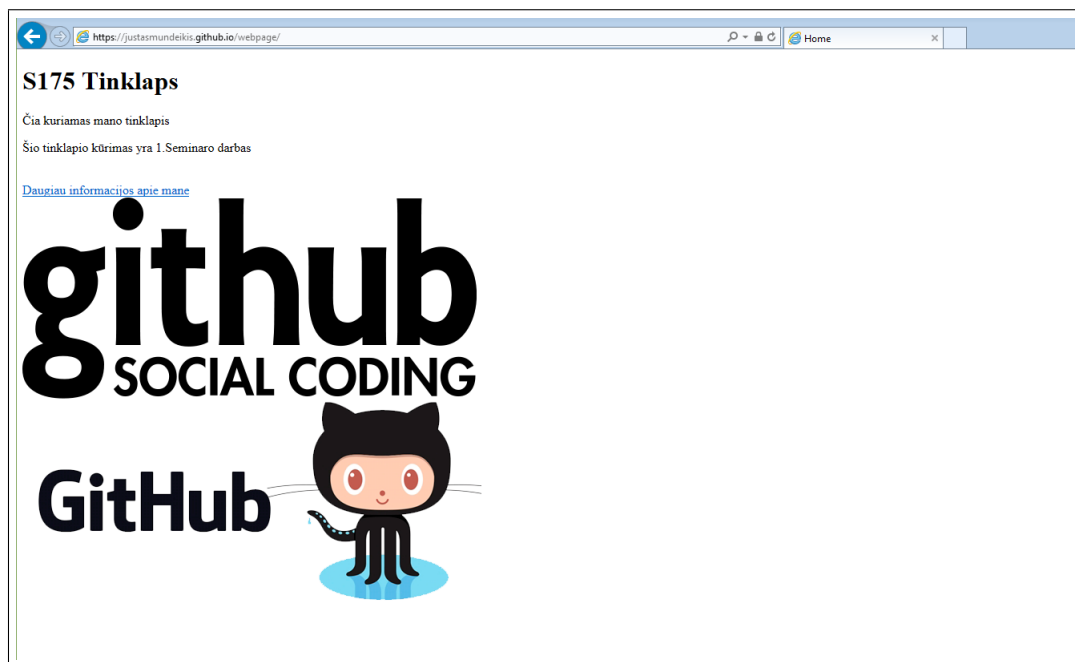 https://justasmundeikis.github.io/webpage/
Home
S175 Tinklaps
Čia kuriamas mano tinklapis
Šio tinklapio kūrimas yra 1.Seminaro darbas
Daugiau informacijos apie mane
github
SOCIAL CODING
GitHub